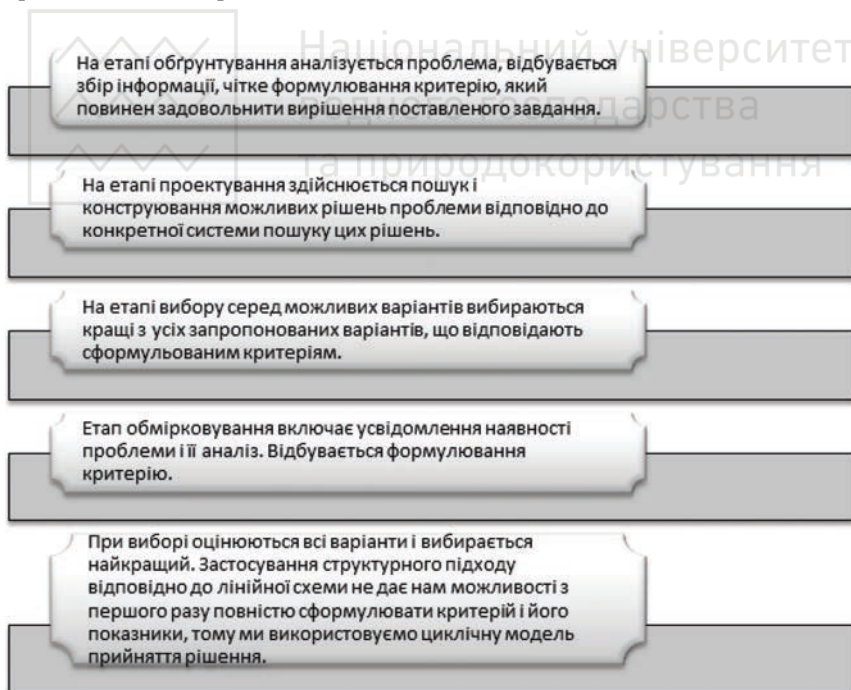 Національний університет
водного господарства
та природокористування
На етапі обґрунтування аналізується проблема, відбувається
збір інформації, чітке формулювання критерію, який
повинен задовольнити вирішення поставленого завдання.
На етапі проектування здійснюється пошук і
конструювання можливих рішень проблеми відповідно до
конкретної системи пошуку цих рішень.
На етапі вибору серед можливих варіантів вибираються
кращі з усіх запропонованих варіантів, що відповідають
сформульованим критеріям.
Етап обмірковування включає усвідомлення наявності
проблеми і її аналіз. Відбувається формулювання
критерію.
При виборі оцінюються всі варіанти і вибирається
найкращий. Застосування структурного підходу
відповідно до лінійної схеми не дає нам можливості з
першого разу повністю сформулювати критерій і його
показники, тому ми використовуємо циклічну модель
прийняття рішення.